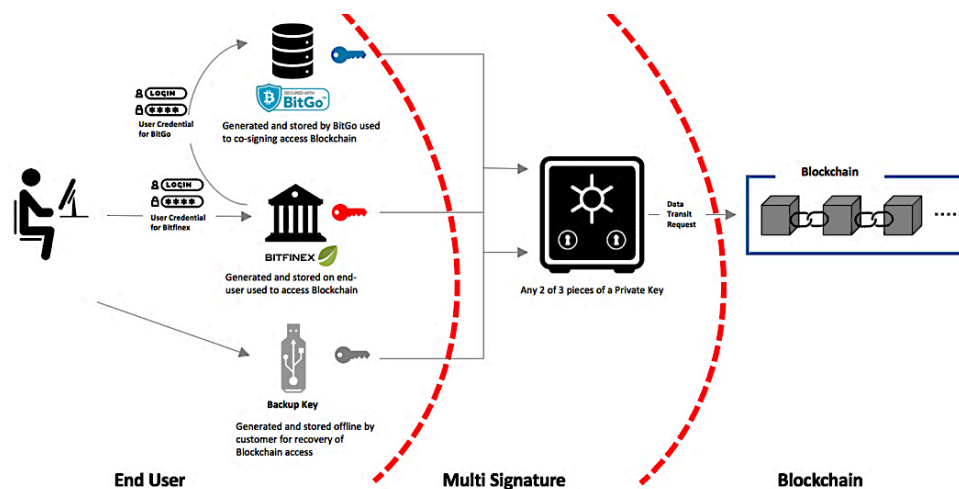 LOGIN
****
User Credential
for BitGo
SECURED WITH
BitGo™
Generated and stored by BitGo used
to co-signing access Blockchain
LOGIN
****
User Credential
for Bitfinex
BITFINEX
Generated and stored on end-
user used to access Blockchain
Backup Key
Generated and stored offline by
customer for recovery of
Blockchain access
Any 2 of 3 pieces of a Private Key
Data
Transit
Request
Blockchain
End User
Multi Signature
Blockchain